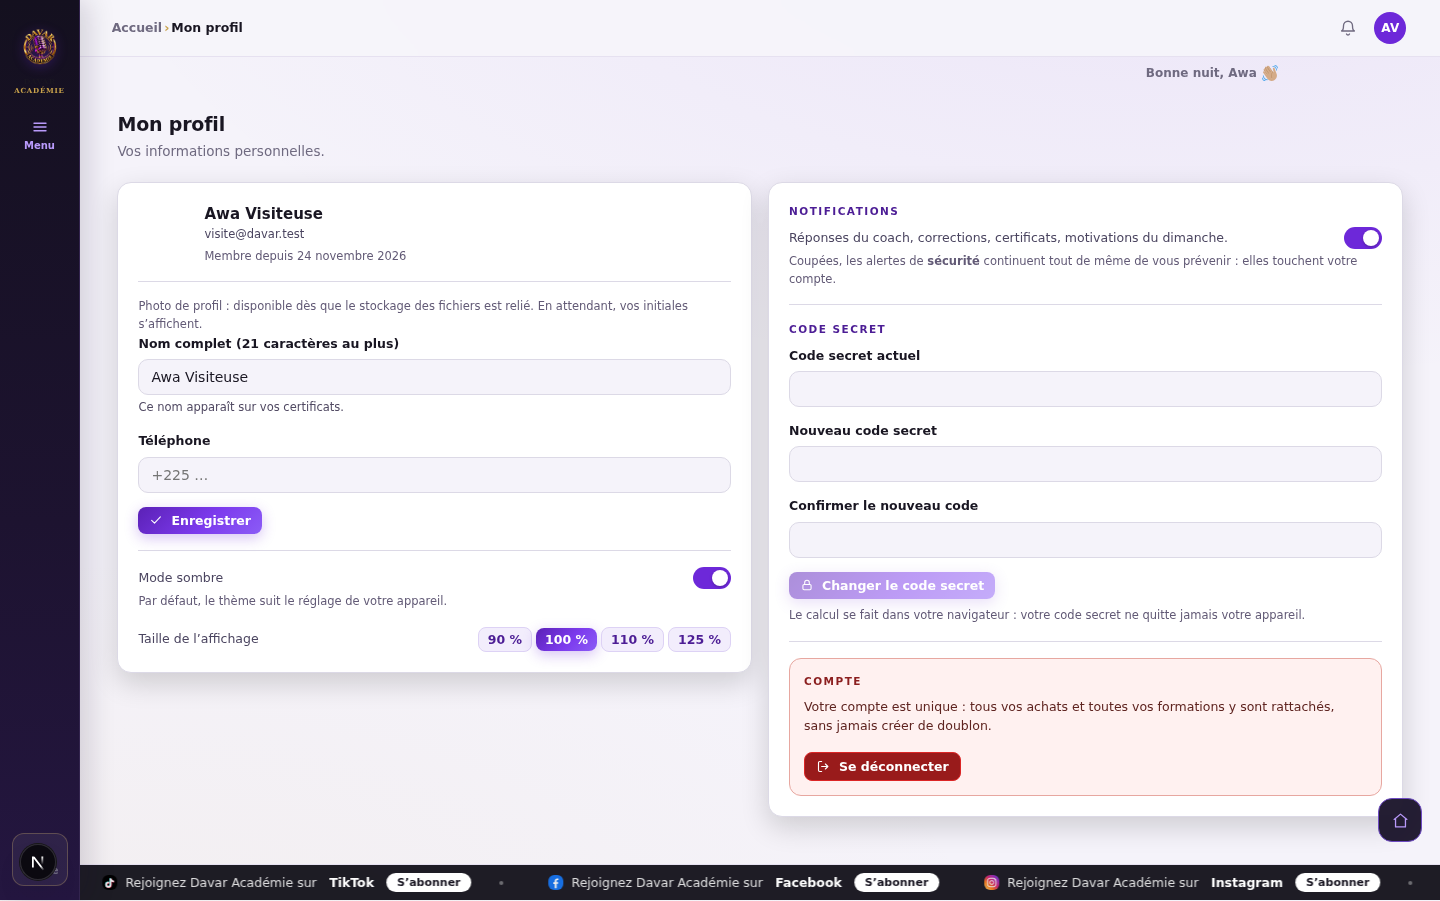 DAVAR
ACADÉMIE
Menu
Accueil › Mon profil
AV
Bonne nuit, Awa 👋🏽
Mon profil
Vos informations personnelles.
Awa Visiteuse
visite@davar.test
Membre depuis 24 novembre 2026
Photo de profil : disponible dès que le stockage des fichiers est relié. En attendant, vos initiales
s’affichent.
Nom complet (21 caractères au plus)
Awa Visiteuse
Ce nom apparaît sur vos certificats.
Téléphone
+225 …
Enregistrer
Mode sombre
Par défaut, le thème suit le réglage de votre appareil.
Taille de l’affichage
90 % 100 % 110 % 125 %
NOTIFICATIONS
Réponses du coach, corrections, certificats, motivations du dimanche.
Coupées, les alertes de sécurité continuent tout de même de vous prévenir : elles touchent votre
compte.
CODE SECRET
Code secret actuel
Nouveau code secret
Confirmer le nouveau code
Changer le code secret
Le calcul se fait dans votre navigateur : votre code secret ne quitte jamais votre appareil.
COMPTE
Votre compte est unique : tous vos achats et toutes vos formations y sont rattachés,
sans jamais créer de doublon.
Se déconnecter
N
Rejoignez Davar Académie sur TikTok S’abonner • Rejoignez Davar Académie sur Facebook S’abonner Rejoignez Davar Académie sur Instagram S’abonner •